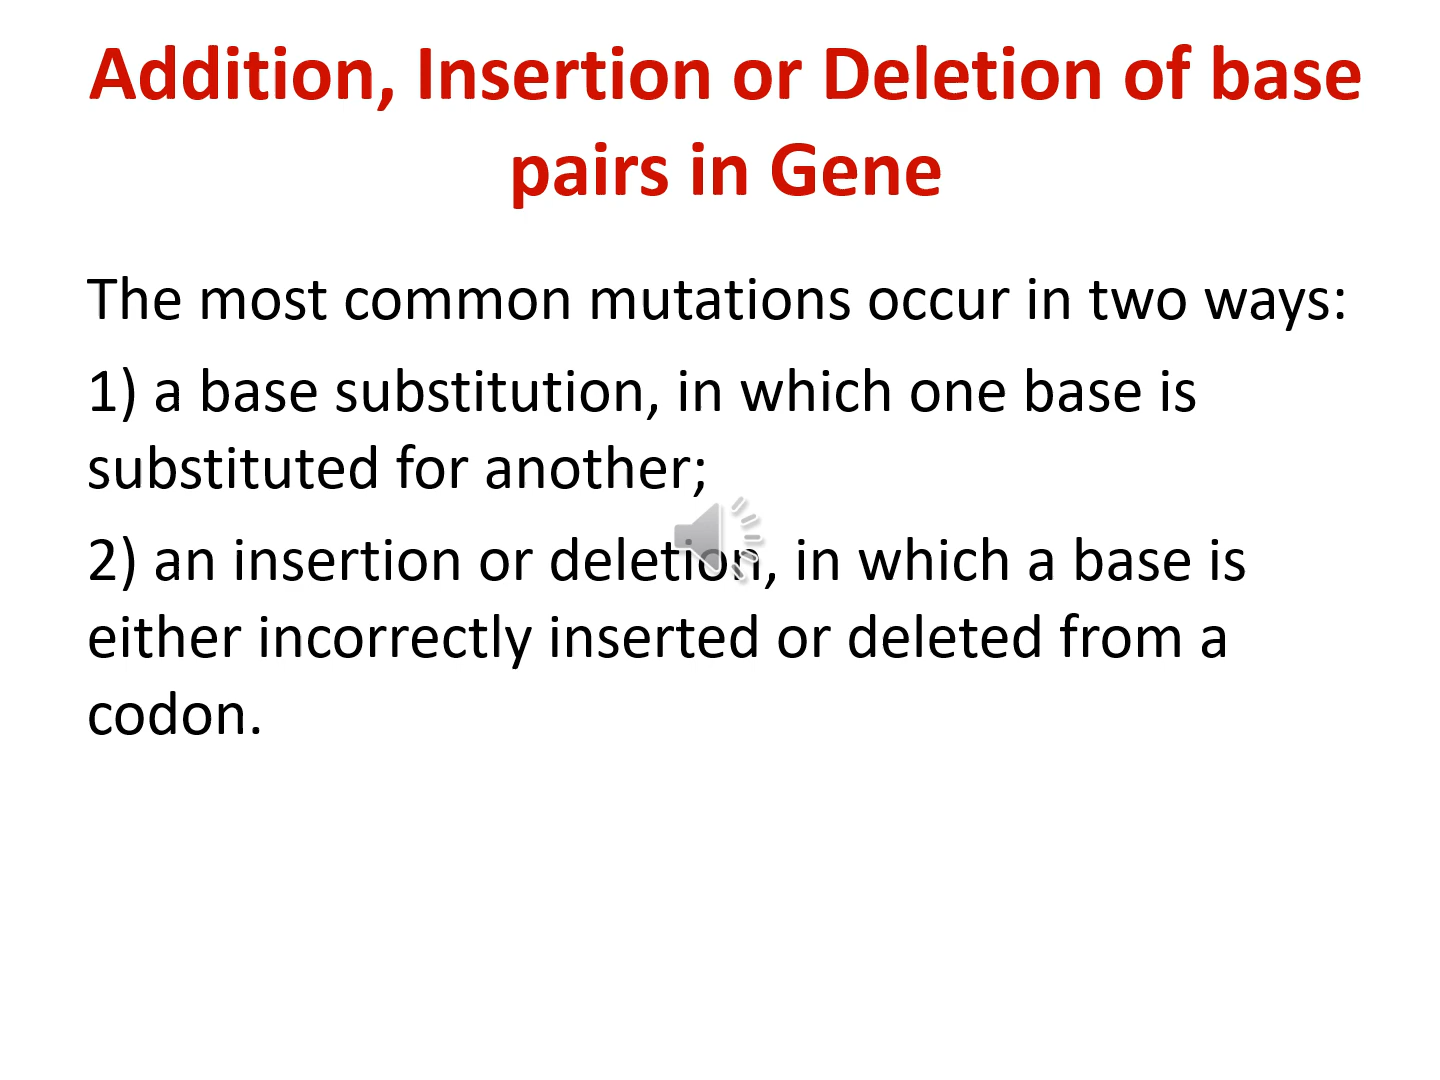 Addition, Insertion or Deletion of base
pairs in Gene
The most common mutations occur in two ways:
1) a base substitution, in which one base is
substituted for another;
2) an insertion or deletion, in which a base is
either incorrectly inserted or deleted from a
codon.